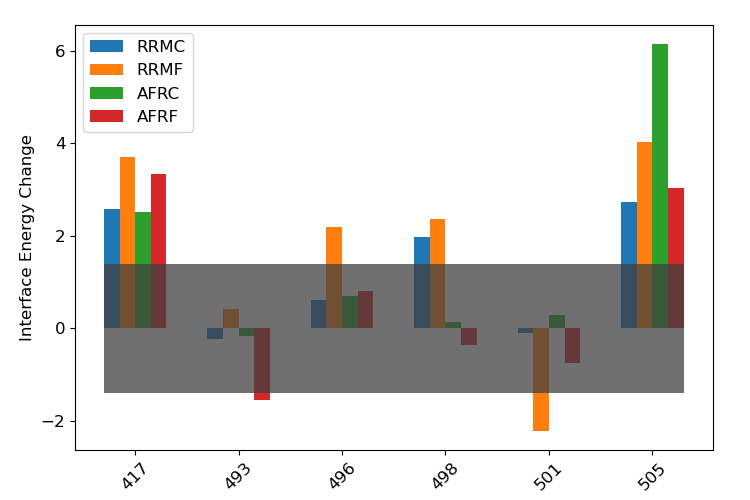 RRMC
RRMF
AFRC
AFRF
Interface Energy Change
6
4
2
0
−2
417
493
496
498
501
505